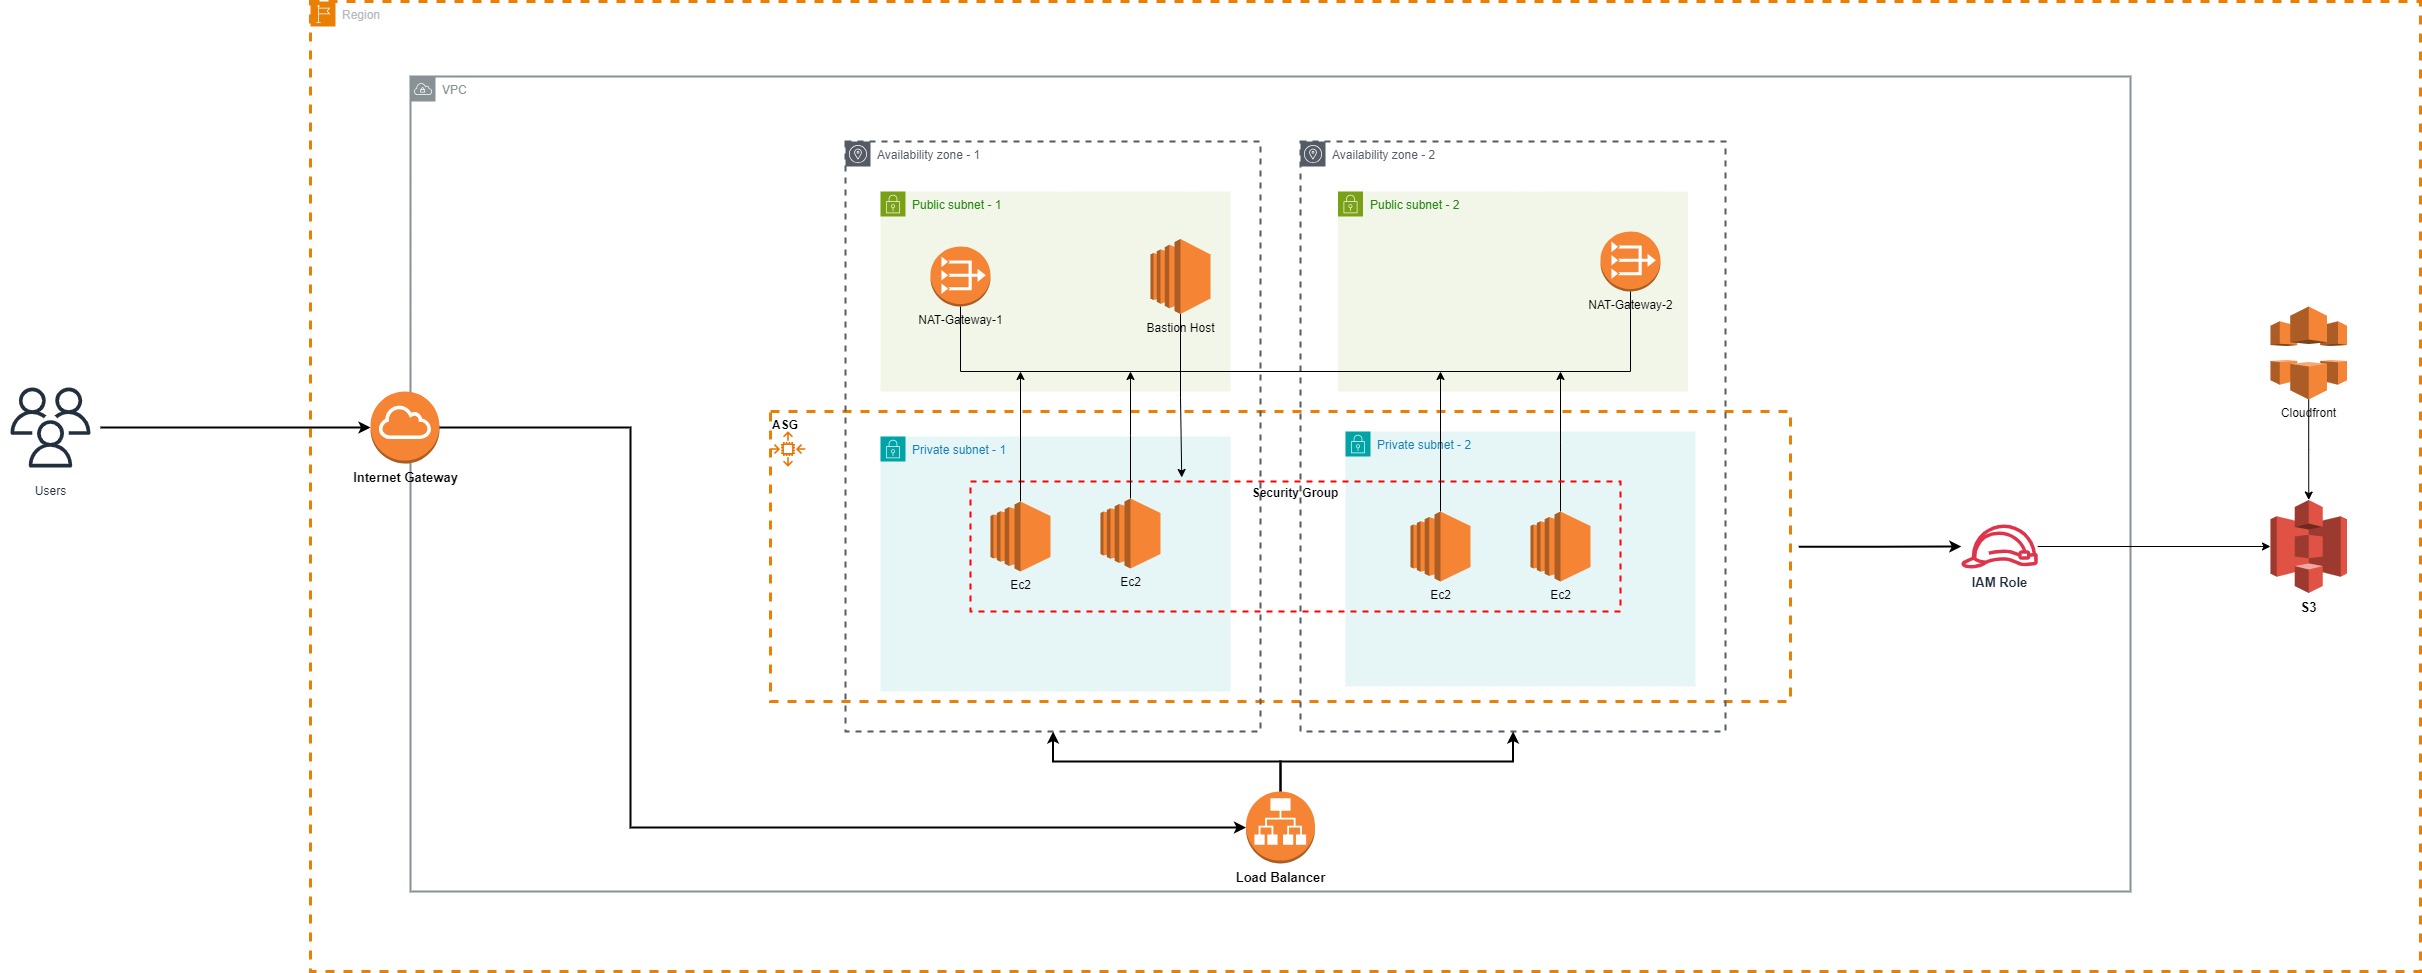 Region
VPC
Availability zone - 1
Availability zone - 2
Public subnet - 1
Public subnet - 2
NAT-Gateway-1
Bastion Host
NAT-Gateway-2
Cloudfront
ASG
Private subnet - 1
Private subnet - 2
Users
Internet Gateway
Security Group
Ec2
Ec2
Ec2
Ec2
IAM Role
S3
Load Balancer